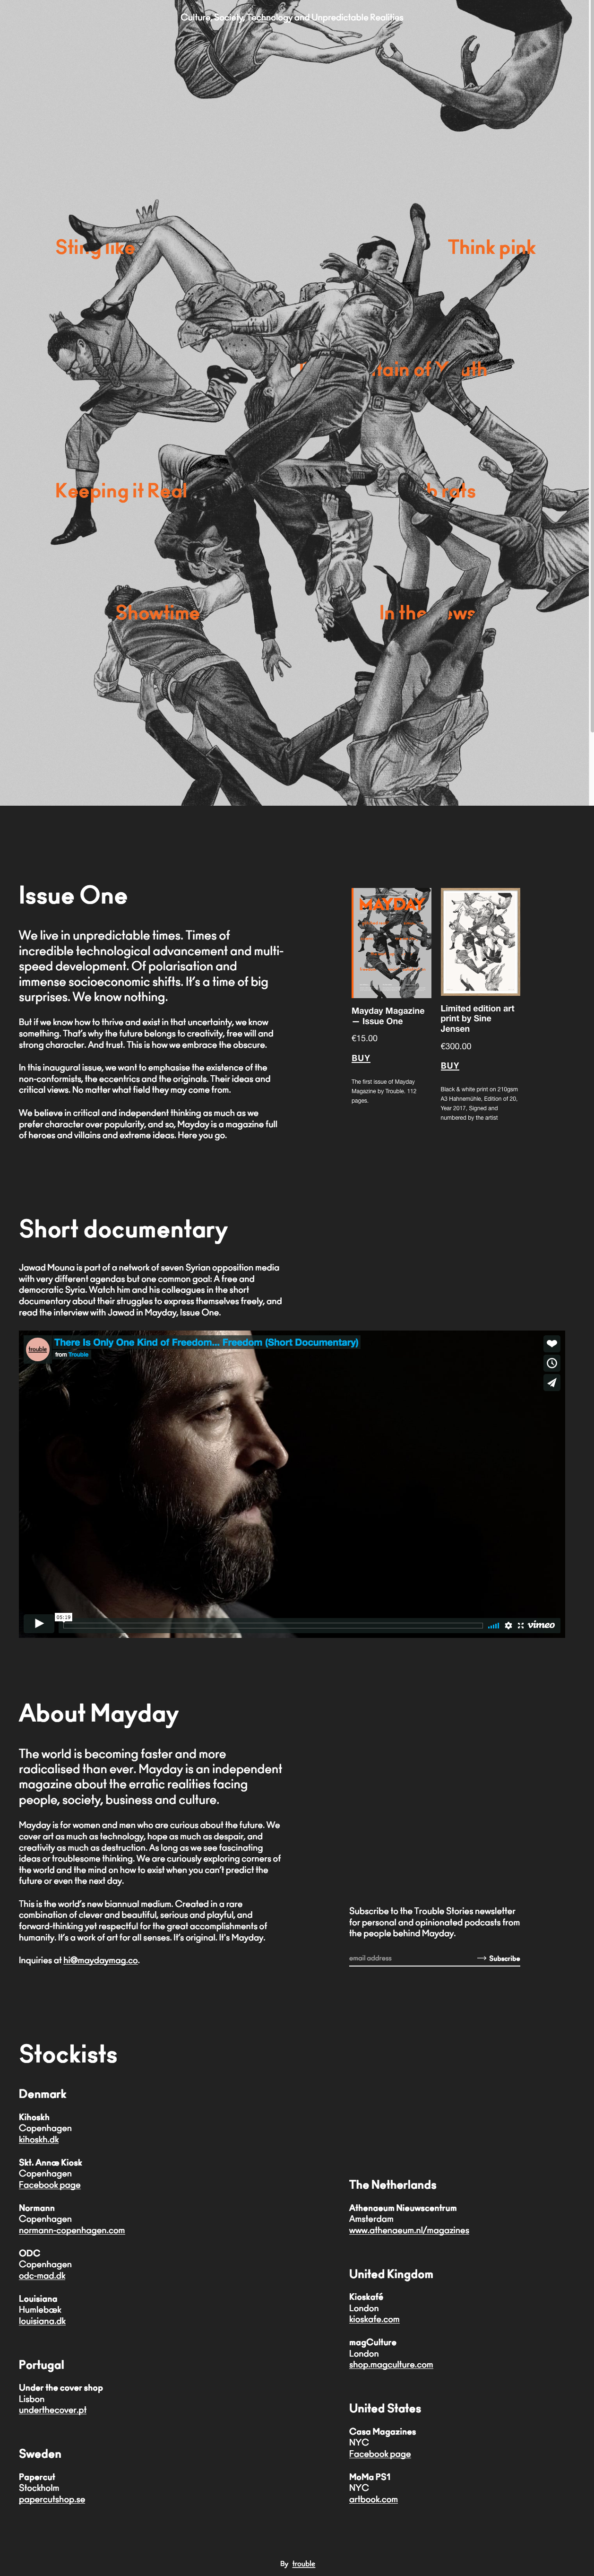 Culture, Society, Technology and Unpredictable Realities
Sting like
Think pink
Keeping it Real
Showtime
In the
Issue One
We live in unpredictable times. Times of
incredible technological advancement and multi-
speed development. Of polarisation and
immense socioeconomic shifts. It's a time of big
surprises. We know nothing.
But if we know how to thrive and exist in that uncertainty, we know
something. That's why the future belongs to creativity, free will and
strong character. And trust. This is how we embrace the obscure.
In this inaugural issue, we want to emphasise the existence of the
non-conformists, the eccentrics and the originals. Their ideas and
critical views. No matter what field they may come from.
We believe in critical and independent thinking as much as we
prefer character over popularity, and so, Mayday is a magazine full
of heroes and villains and extreme ideas. Here you go.
MAYDAY
Mayday Magazine
— Issue One
€15.00
BUY
The first issue of Mayday
Magazine by Trouble. 112
pages.
Limited edition art
print by Sine
Jensen
€300.00
BUY
Black & white print on 210gsm
A3 Hahnemühle, Edition of 20,
Year 2017, Signed and
numbered by the artist
Short documentary
Jawad Mouna is part of a network of seven Syrian opposition media
with very different agendas but one common goal: A free and
democratic Syria. Watch him and his colleagues in the short
documentary about their struggles to express themselves freely, and
read the interview with Jawad in Mayday, Issue One.
trouble
There Is Only One Kind of Freedom... Freedom (Short Documentary)
from Trouble
05:19
vimeo
About Mayday
The world is becoming faster and more
radicalised than ever. Mayday is an independent
magazine about the erratic realities facing
people, society, business and culture.
Mayday is for women and men who are curious about the future. We
cover art as much as technology, hope as much as despair, and
creativity as much as destruction. As long as we see fascinating
ideas or troublesome thinking. We are curiously exploring corners of
the world and the mind on how to exist when you can't predict the
future or even the next day.
This is the world's new biannual medium. Created in a rare
combination of clever and beautiful, serious and playful, and
forward-thinking yet respectful for the great accomplishments of
humanity. It's a work of art for all senses. It's original. It's Mayday.
Inquiries at hi@maydaymag.co.
Subscribe to the Trouble Stories newsletter
for personal and opinionated podcasts from
the people behind Mayday.
email address
→ Subscribe
Stockists
Denmark
Kihoskh
Copenhagen
kihoskh.dk
Skt. Annæ Kiosk
Copenhagen
Facebook page
Normann
Copenhagen
normann-copenhagen.com
ODC
Copenhagen
odc-mad.dk
Louisiana
Humlebæk
louisiana.dk
Portugal
Under the cover shop
Lisbon
underthecover.pt
Sweden
Papercut
Stockholm
papercutshop.se
The Netherlands
Athenaeum Nieuwscentrum
Amsterdam
www.athenaeum.nl/magazines
United Kingdom
Kioskafé
London
kioskafe.com
magCulture
London
shop.magculture.com
United States
Casa Magazines
NYC
Facebook page
MoMa PS1
NYC
artbook.com
By trouble